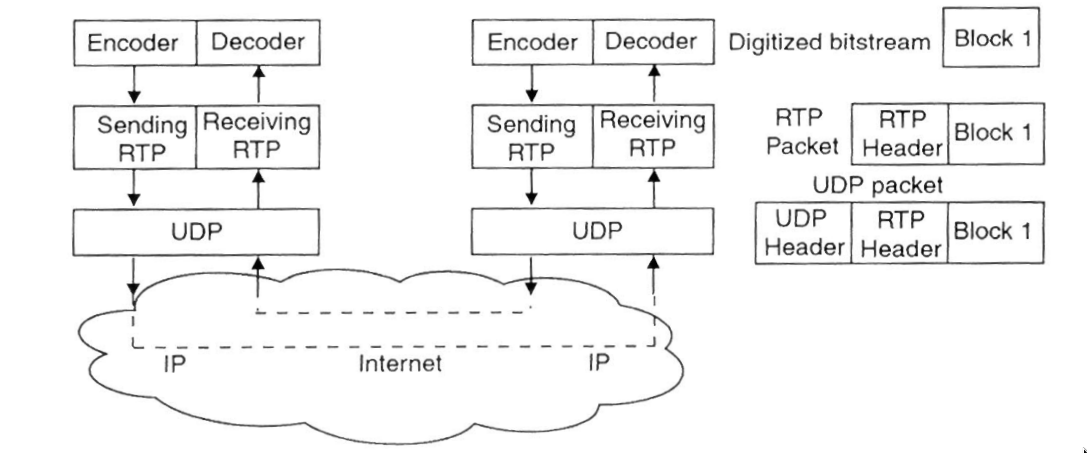 Encoder Decoder Encoder Decoder Digitized bitstream Block 1
Sending RTP Receiving RTP Sending RTP Receiving RTP RTP Packet RTP Header Block 1
UDP packet
UDP UDP UDP Header RTP Header Block 1
IP Internet IP